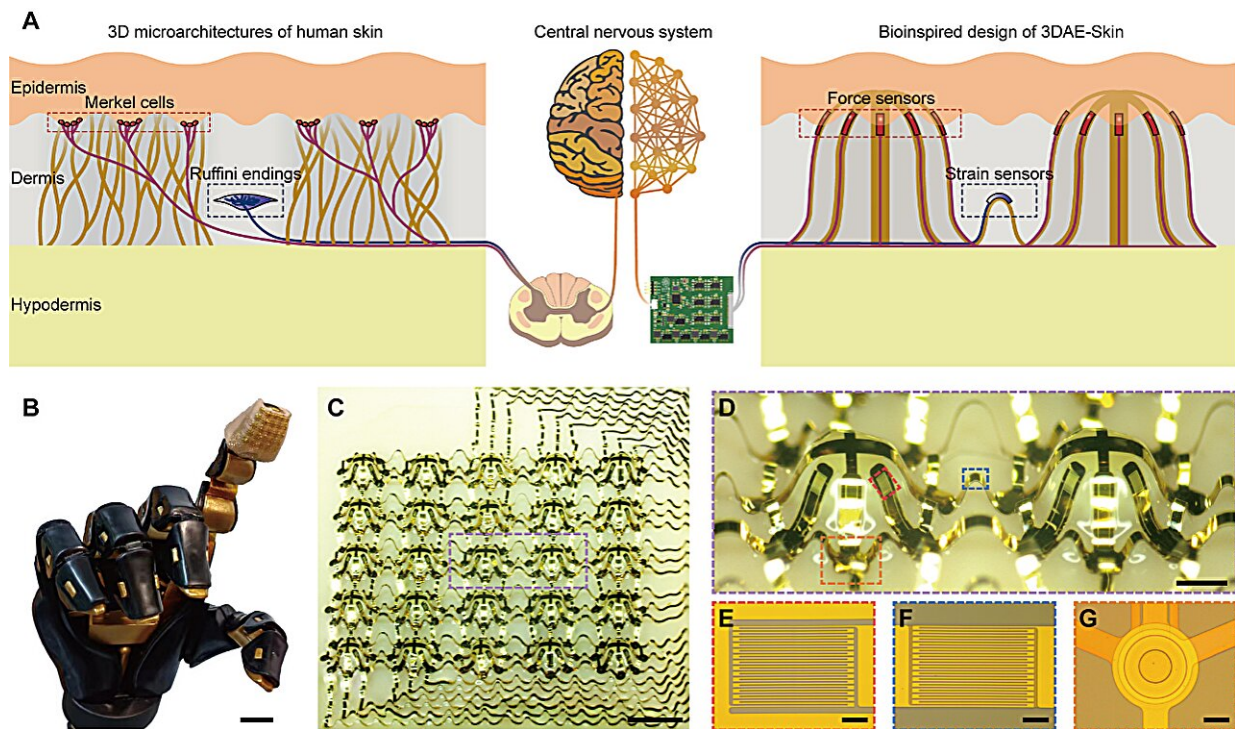 A
3D microarchitectures of human skin
Central nervous system
Bioinspired design of 3DAE-Skin
Epidermis
Merkel cells
Force sensors
Dermis
Ruffini endings
Strain sensors
Hypodermis
B
C
D
E
F
G